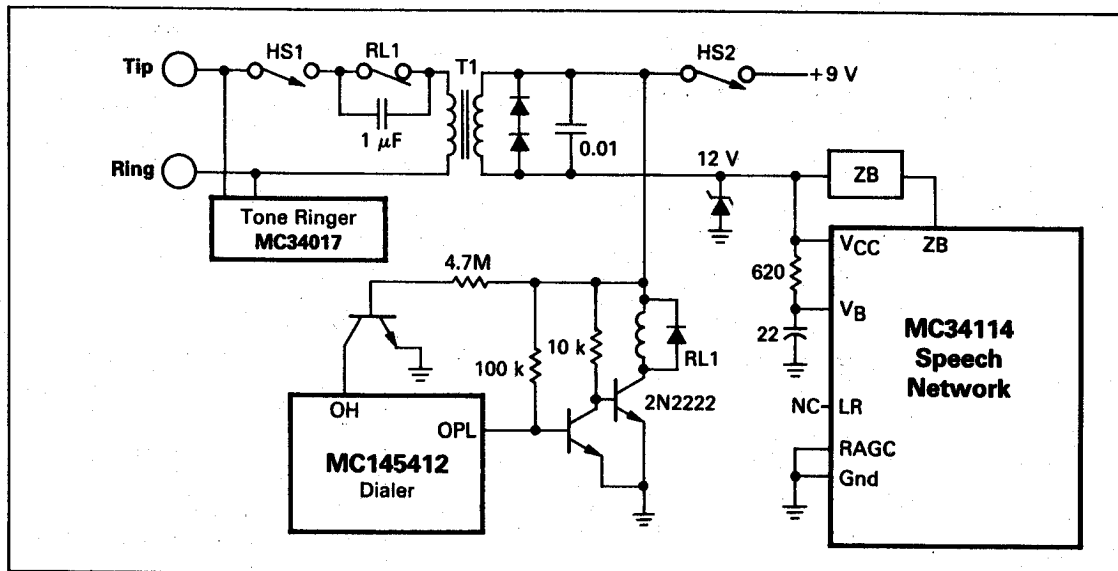 HS1
RL1
T1
HS2
Tip
+9 V
1 μF
0.01
12 V
Ring
ZB
Tone Ringer
MC34017
VCC
ZB
4.7M
620
VB
22
MC34114
Speech
Network
10 k
100 k
RL1
2N2222
NC
LR
OH
OPL
RAGC
Gnd
MC145412
Dialer